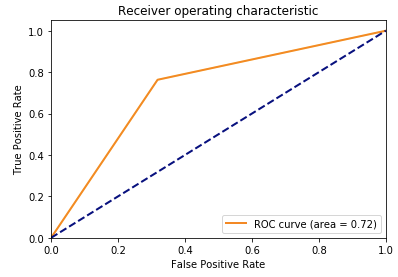 Receiver operating characteristic
1.0
0.8
0.6
0.4
0.2
0.0
True Positive Rate
ROC curve (area = 0.72)
0.0 0.2 0.4 0.6 0.8 1.0
False Positive Rate